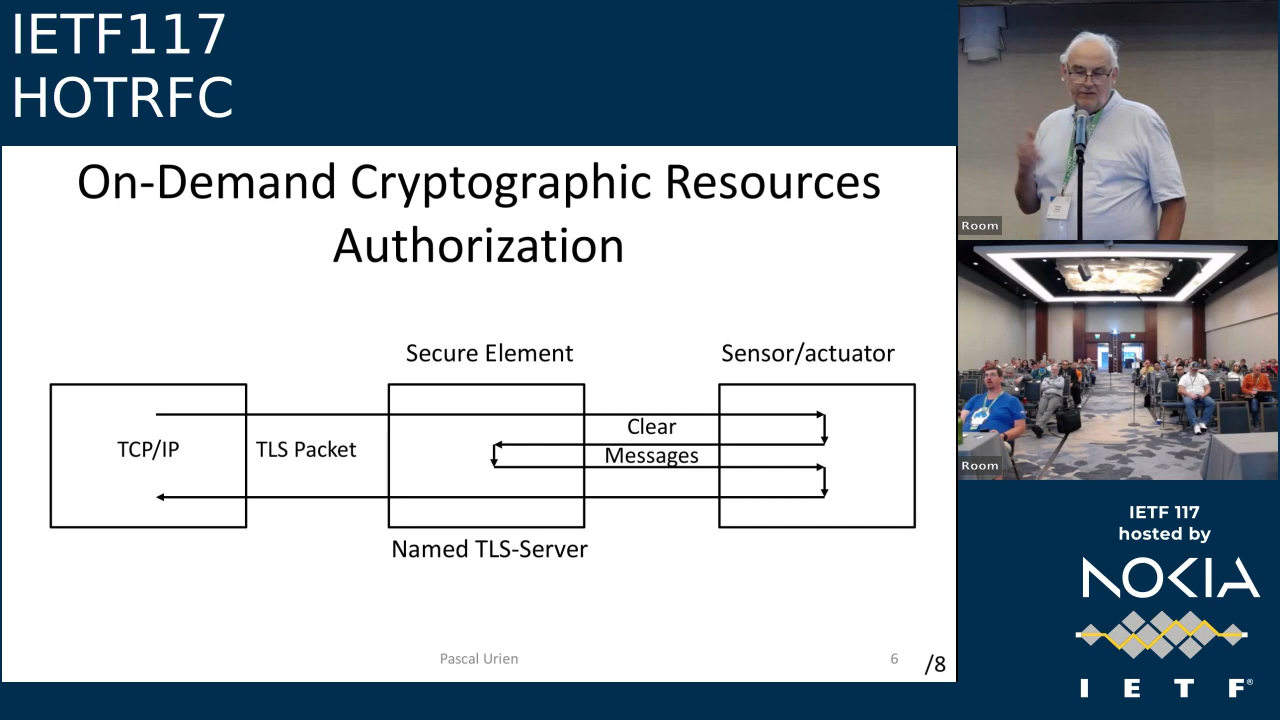 IETF117
HOTRFC
On-Demand Cryptographic Resources
Authorization
Secure Element
Sensor/actuator
TCP/IP
TLS Packet
Clear
Messages
Named TLS-Server
Pascal Urien
6
/8
Room
Room
IETF 117
hosted by
NOKIA
I E T F®